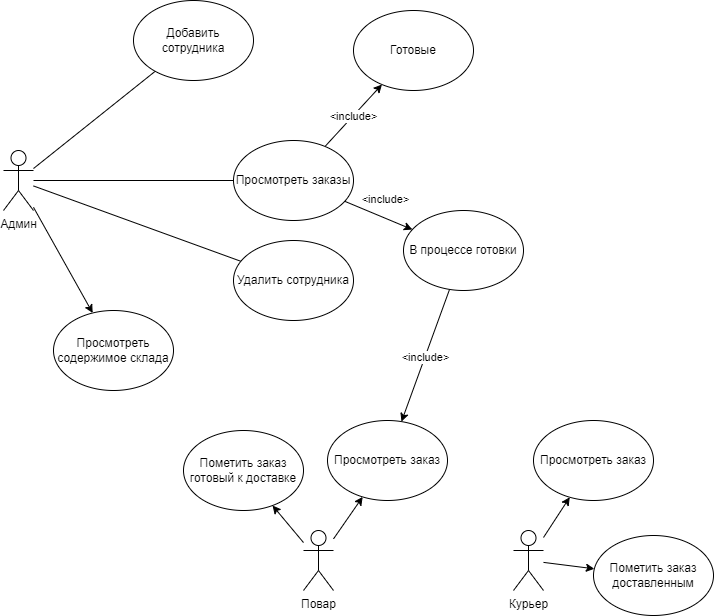 Добавить
сотрудника
Готовые
<include>
Просмотреть заказы
<include>
Админ
В процессе готовки
Удалить сотрудника
Просмотреть
содержимое склада
<include>
Пометить заказ
готовый к доставке
Просмотреть заказ
Просмотреть заказ
Пометить заказ
доставленным
Повар
Курьер